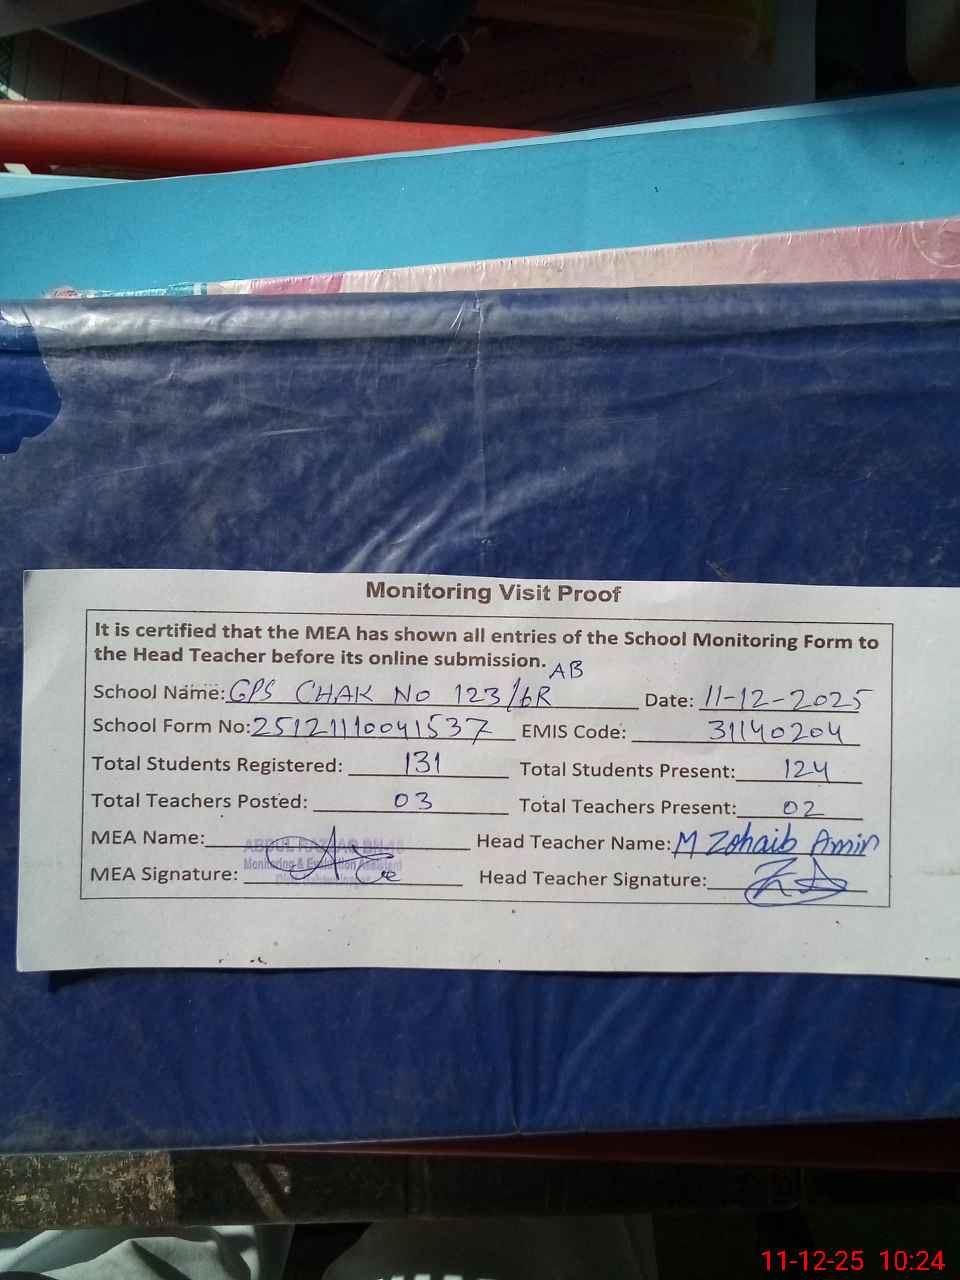 Monitoring Visit Proof
It is certified that the MEA has shown all entries of the School Monitoring Form to
the Head Teacher before its online submission.
AB
School Name: GPS CHAK No 123/6R Date: 11-12-2025
School Form No: 25121110041537 EMIS Code: 31140204
Total Students Registered: 131 Total Students Present: 124
Total Teachers Posted: 03 Total Teachers Present: 02
MEA Name: ABDUL Head Teacher Name: M Zohaib Amin
Monitoring & Evaluation
MEA Signature: Head Teacher Signature:
11-12-25 10:24